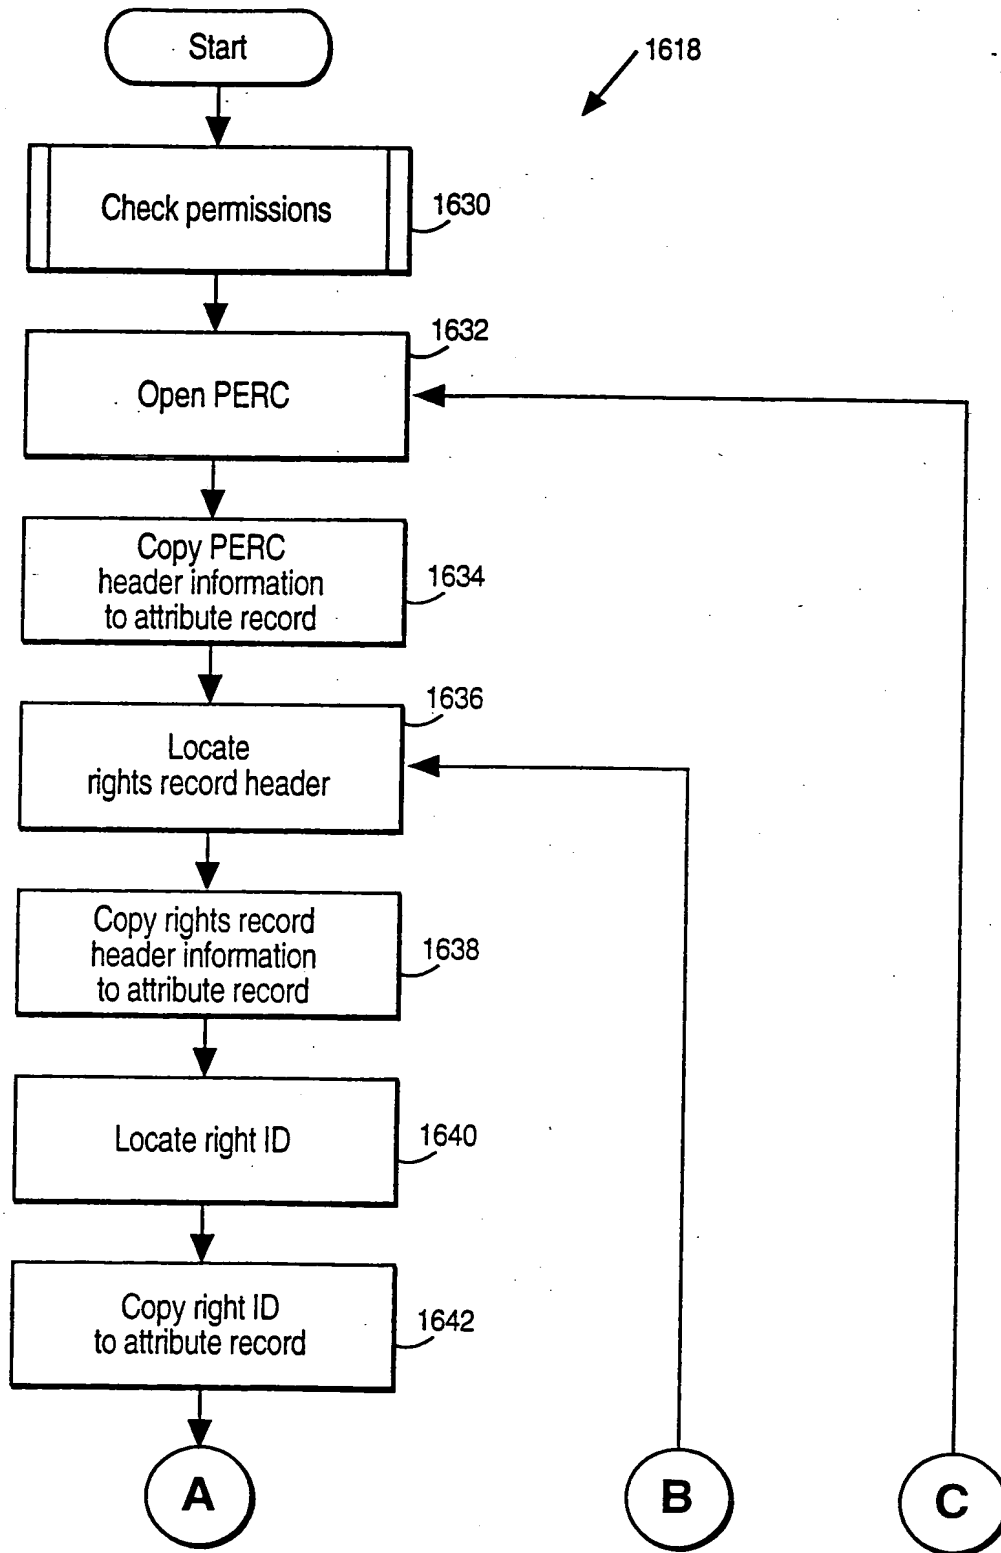 Start
1618
Check permissions
1630
1632
Open PERC
Copy PERC
header information
to attribute record
1634
1636
Locate
rights record header
Copy rights record
header information
to attribute record
1638
Locate right ID
1640
Copy right ID
to attribute record
1642
A
B
C